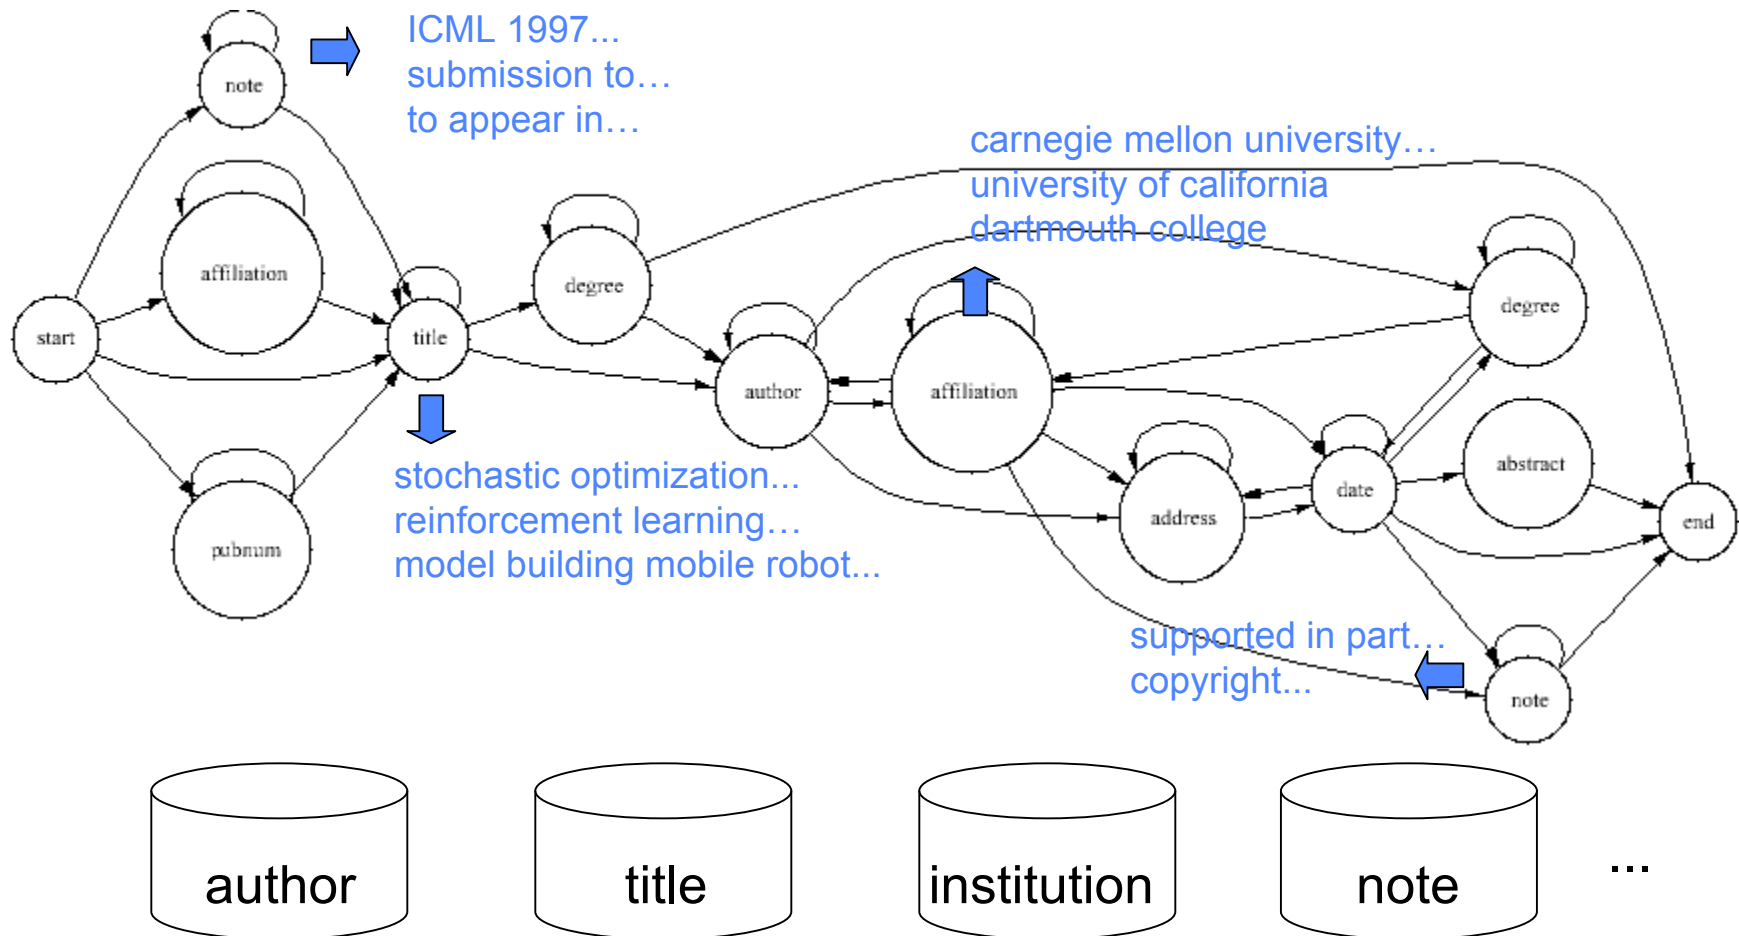 ICML 1997...
submission to…
to appear in…
note
carnegie mellon university…
university of california
dartmouth college
affiliation
degree
degree
start
title
author
affiliation
abstract
date
address
end
pubnum
stochastic optimization...
reinforcement learning…
model building mobile robot...
supported in part…
copyright...
note
author
title
institution
note
...